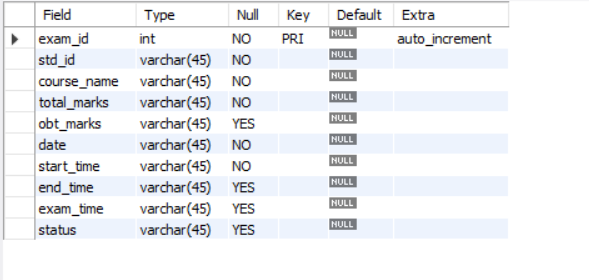 Field Type Null Key Default Extra
exam_id int NO PRI NULL auto_increment
std_id varchar(45) NO NULL
course_name varchar(45) NO NULL
total_marks varchar(45) NO NULL
obt_marks varchar(45) YES NULL
date varchar(45) NO NULL
start_time varchar(45) NO NULL
end_time varchar(45) YES NULL
exam_time varchar(45) YES NULL
status varchar(45) YES NULL